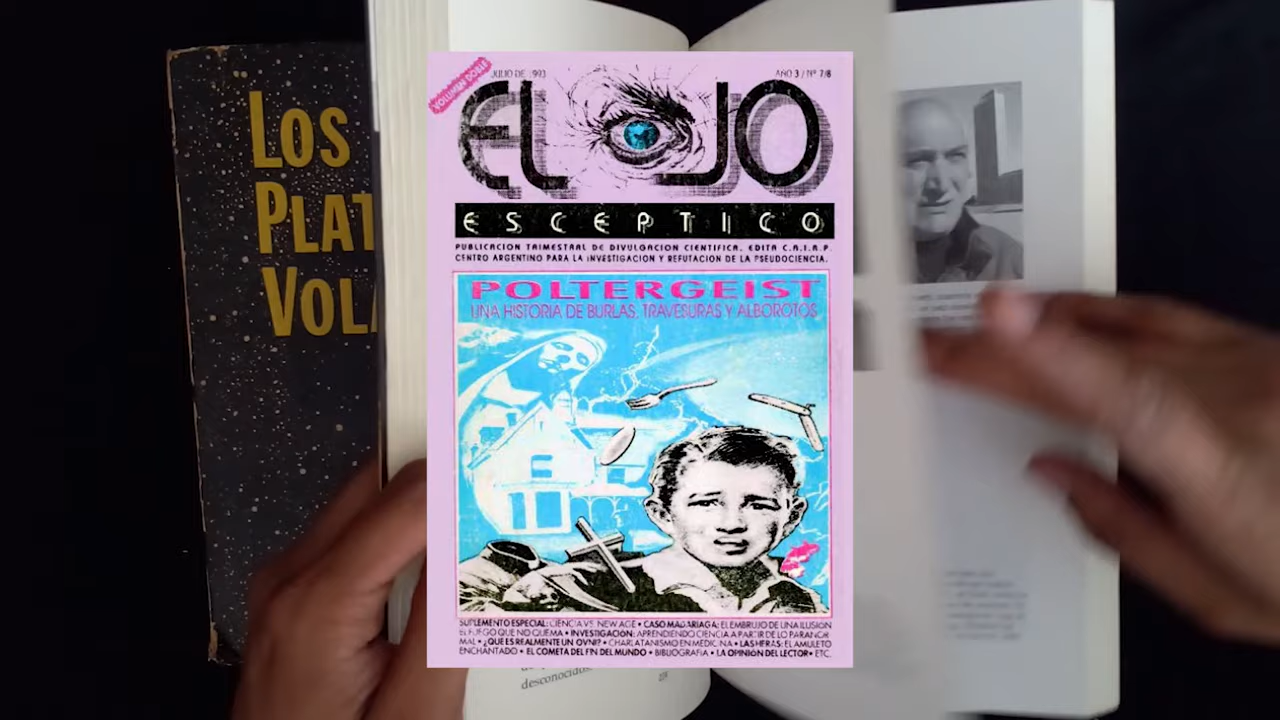 LOS
PLAT
VOL
VOLUMEN DOBLE
JULIO DE 1993
AÑO 3 / Nº 7/8
EL OJO
ESCEPTICO
PUBLICACION TRIMESTRAL DE DIVULGACION CIENTIFICA. EDITA C.A.I.R.P.
CENTRO ARGENTINO PARA LA INVESTIGACION Y REFUTACION DE LA PSEUDOCIENCIA.
POLTERGEIST
UNA HISTORIA DE BURLAS, TRAVESURAS Y ALBOROTOS
SUPLEMENTO ESPECIAL: CIENCIA VS. NEW AGE • CASO MADARIAGA: EL EMBRUJO DE UNA ILUSION
EL FUEGO QUE NO QUEMA • INVESTIGACION: APRENDIENDO CIENCIA A PARTIR DE LO PARANOR
MAL • ¿QUE ES REALMENTE UN OVNI? • CHARLATANISMO EN MEDICINA • LAS HERAS: EL AMULETO
ENCHANTADO • EL COMETA DEL FIN DEL MUNDO • BIBLIOGRAFIA • LA OPINION DEL LECTOR • ETC.
desconocidos